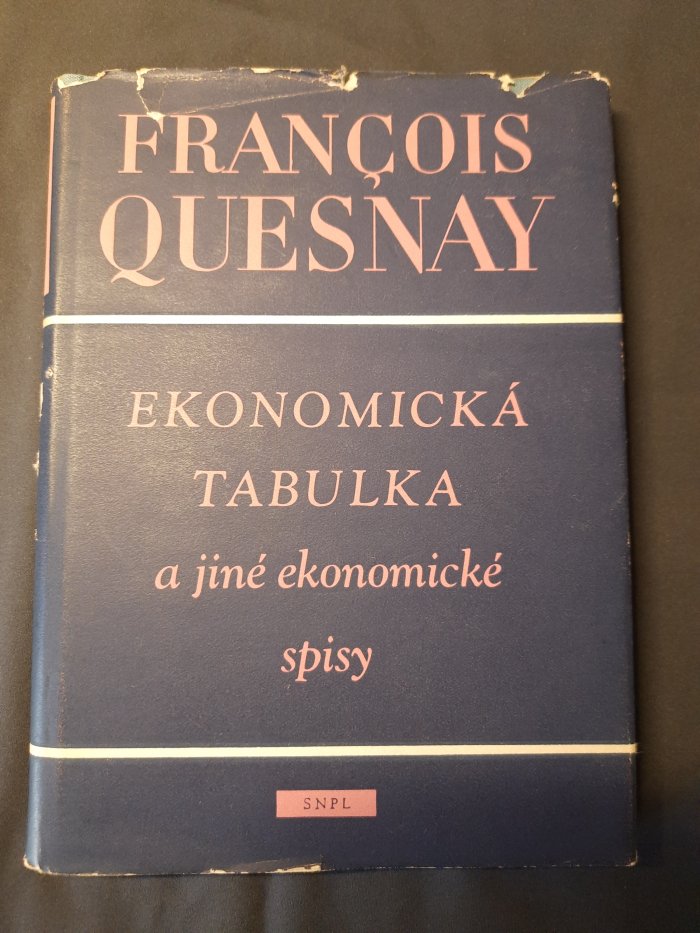 FRANÇOIS
QUESNAY
EKONOMICKÁ
TABULKA
a jiné ekonomické
spisy
SNPL